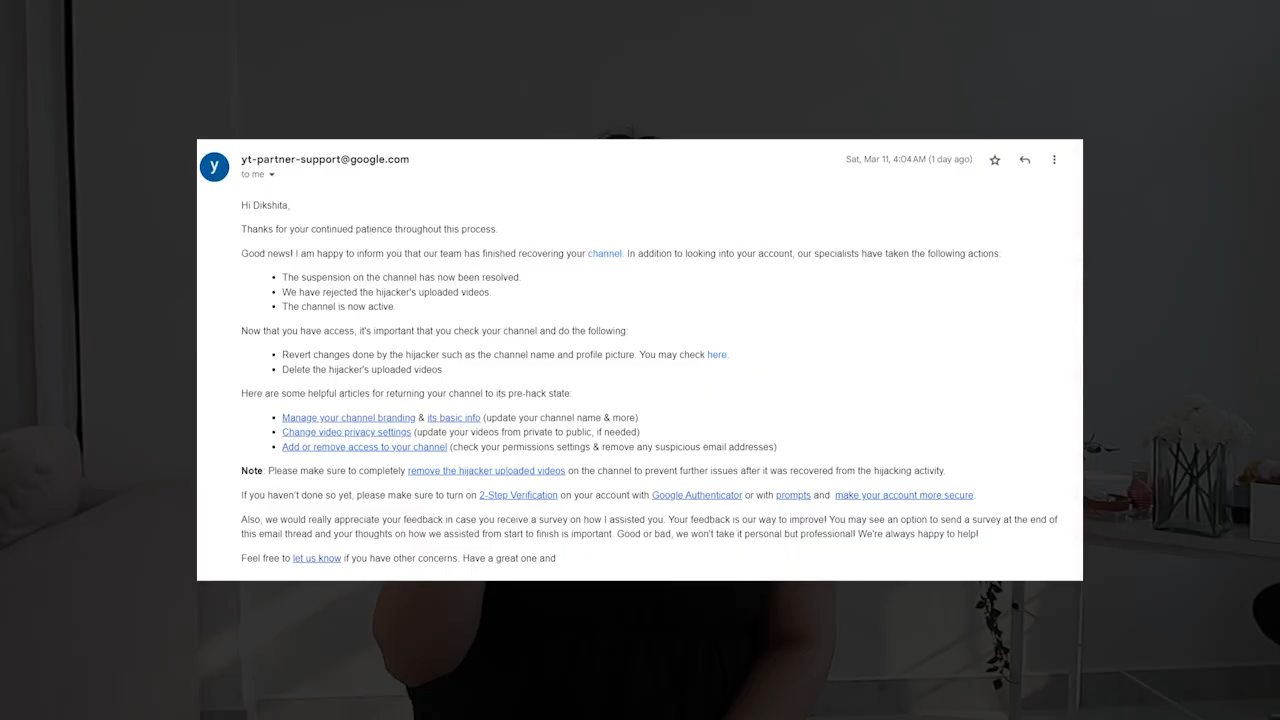 y
yt-partner-support@google.com
Sat, Mar 11, 4:04 AM (1 day ago)
to me
Hi Dikshita,
Thanks for your continued patience throughout this process.
Good news! I am happy to inform you that our team has finished recovering your channel. In addition to looking into your account, our specialists have taken the following actions:
• The suspension on the channel has now been resolved.
• We have rejected the hijacker's uploaded videos.
• The channel is now active.
Now that you have access, it's important that you check your channel and do the following:
• Revert changes done by the hijacker such as the channel name and profile picture. You may check here.
• Delete the hijacker's uploaded videos
Here are some helpful articles for returning your channel to its pre-hack state:
• Manage your channel branding & its basic info (update your channel name & more)
• Change video privacy settings (update your videos from private to public, if needed)
• Add or remove access to your channel (check your permissions settings & remove any suspicious email addresses)
Note: Please make sure to completely remove the hijacker uploaded videos on the channel to prevent further issues after it was recovered from the hijacking activity.
If you haven't done so yet, please make sure to turn on 2-Step Verification on your account with Google Authenticator or with prompts and make your account more secure.
Also, we would really appreciate your feedback in case you receive a survey on how I assisted you. Your feedback is our way to improve! You may see an option to send a survey at the end of
this email thread and your thoughts on how we assisted from start to finish is important. Good or bad, we won't take it personal but professional! We're always happy to help!
Feel free to let us know if you have other concerns. Have a great one and